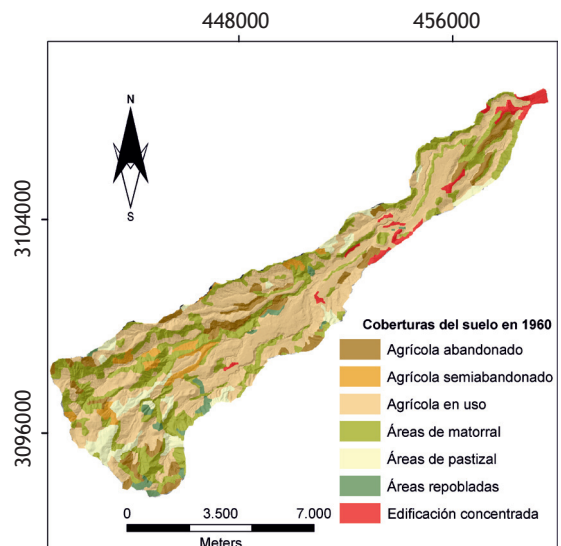 448000 456000
N
S
3104000
3096000
Coberturas del suelo en 1960
Agrícola abandonado
Agrícola semiabandonado
Agrícola en uso
Áreas de matorral
Áreas de pastizal
Áreas repobladas
Edificación concentrada
0 3.500 7.000
Meters